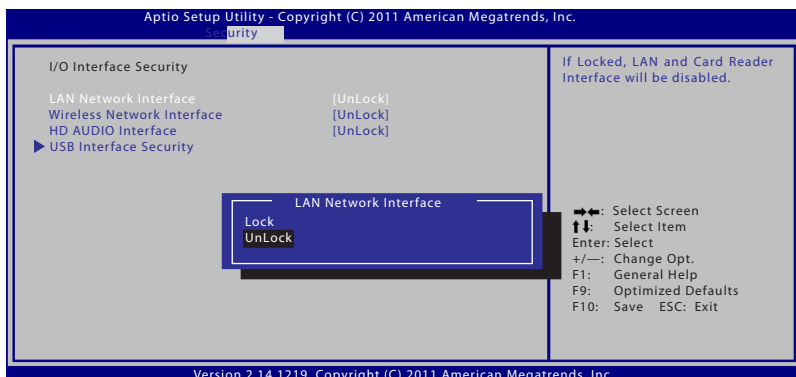 Aptio Setup Utility - Copyright (C) 2011 American Megatrends, Inc.
Security
I/O Interface Security
LAN Network Interface [UnLock]
Wireless Network Interface [UnLock]
HD AUDIO Interface [UnLock]
USB Interface Security
If Locked, LAN and Card Reader
Interface will be disabled.
LAN Network Interface
Lock
UnLock
→←: Select Screen
↑↓: Select Item
Enter: Select
+/—: Change Opt.
F1: General Help
F9: Optimized Defaults
F10: Save ESC: Exit
Version 2.14.1219. Copyright (C) 2011 American Megatrends, Inc.